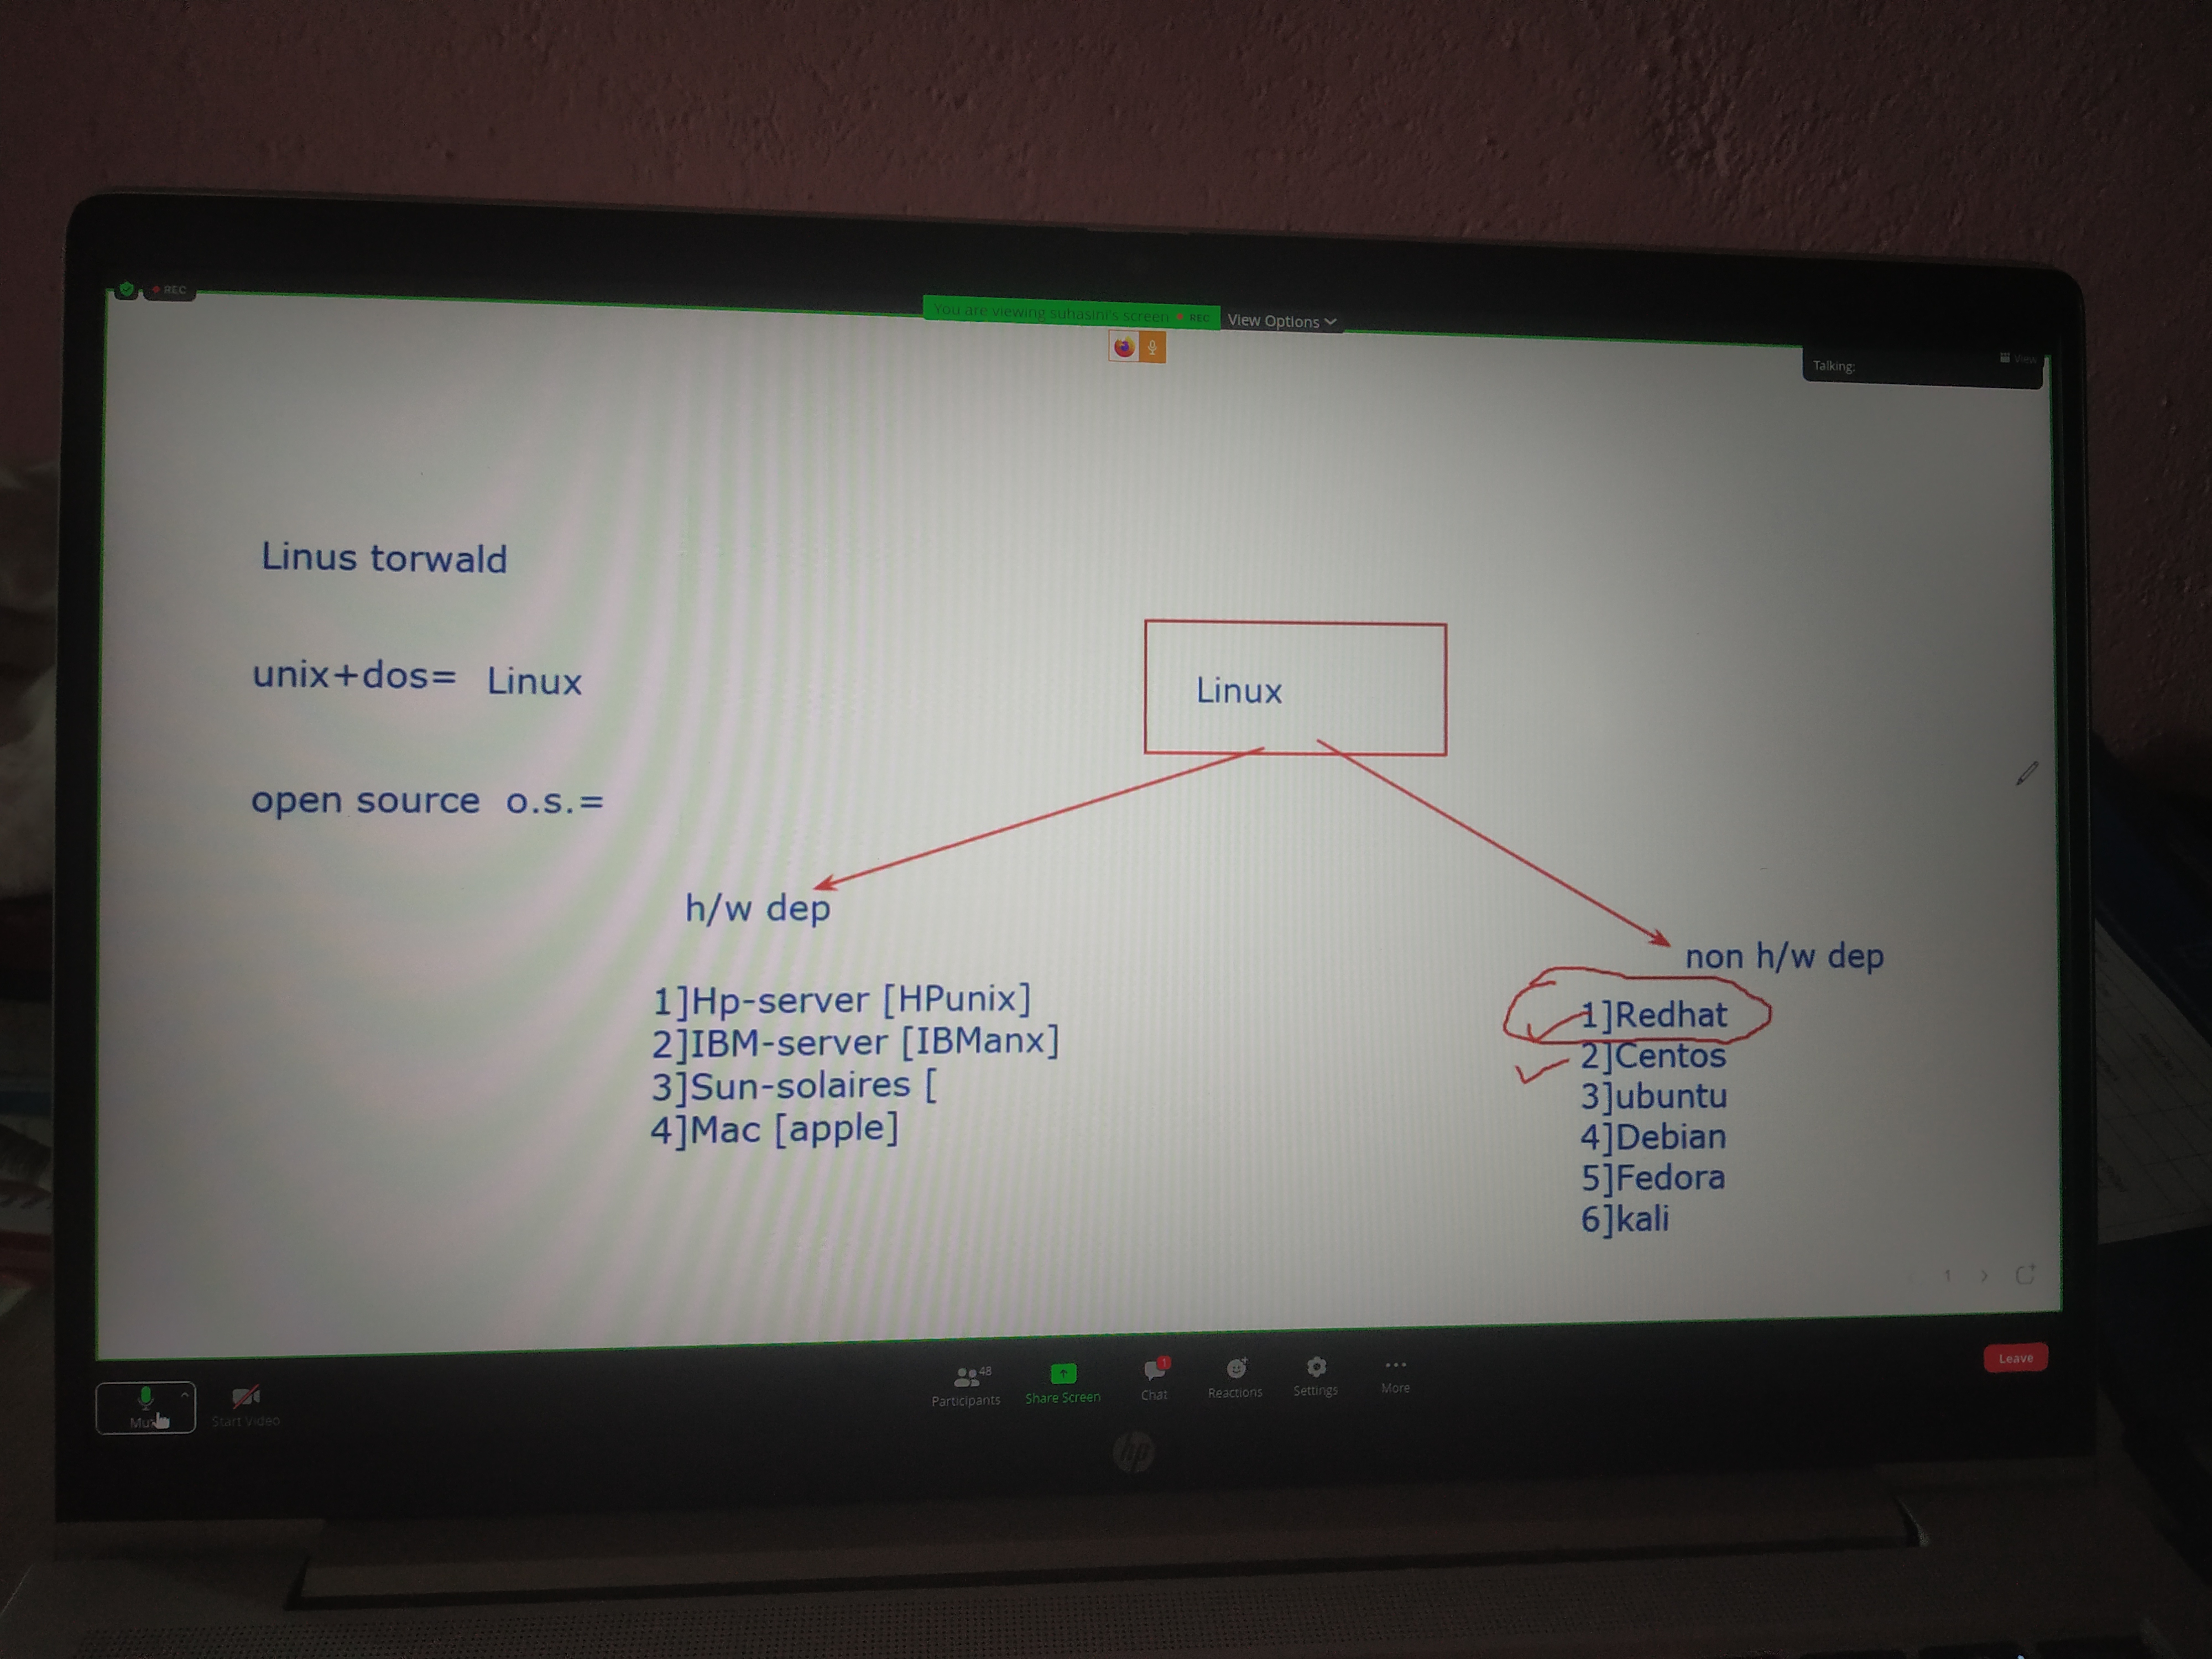 REC
You are viewing suhasini's screen REC View Options
View
Talking:
Linus torwald
unix+dos= Linux
open source o.s.=
Linux
h/w dep
1]Hp-server [HPunix]
2]IBM-server [IBManx]
3]Sun-solaires [
4]Mac [apple]
non h/w dep
1]Redhat
2]Centos
3]ubuntu
4]Debian
5]Fedora
6]kali
1
Start Video
48
Participants
Share Screen
1
Chat
Reactions
Settings
More
Leave
hp